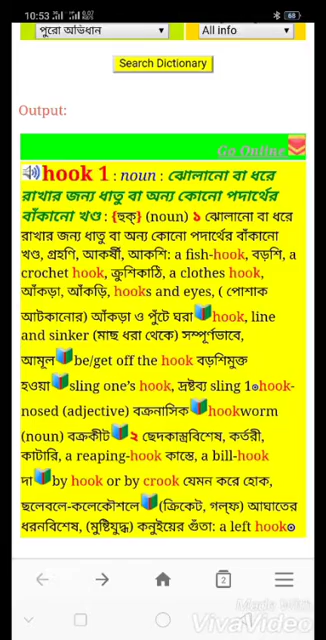 10:53
68
পুরো অভিধান
All info
Search Dictionary
Output:
Go Online
hook 1 : noun : ঝোলানো বা ধরে
রাখার জন্য ধাতু বা অন্য কোনো পদার্থের
বাঁকানো খণ্ড : {হুক্} (noun) ১ ঝোলানো বা ধরে
রাখার জন্য ধাতু বা অন্য কোনো পদার্থের বাঁকানো
খণ্ড, গ্রহণি, আকর্ষী, আকশি: a fish-hook, বড়শি, a
crochet hook, ক্রুশিকাঠি, a clothes hook,
আঁকড়া, আঁকড়ি, hooks and eyes, ( পোশাক
আটকানোর) আঁকড়া ও পুঁটে ঘরা hook, line
and sinker (মাছ ধরা থেকে) সম্পূর্ণভাবে,
আমূল be/get off the hook বড়শিমুক্ত
হওয়া sling one's hook, দ্রষ্টব্য sling 1 hook-
nosed (adjective) বক্রনাসিক hookworm
(noun) বক্রকীট ২ ছেদকাস্ত্রবিশেষ, কর্তরী,
কাটারি, a reaping-hook কাস্তে, a bill-hook
দা by hook or by crook যেমন করে হোক,
ছলেবলে-কলেকৌশলে (ক্রিকেট, গল্‌ফ) আঘাতের
ধরনবিশেষ, (মুষ্টিযুদ্ধ) কনুইয়ের গুঁতা: a left hook
2
Made With
VivaVideo